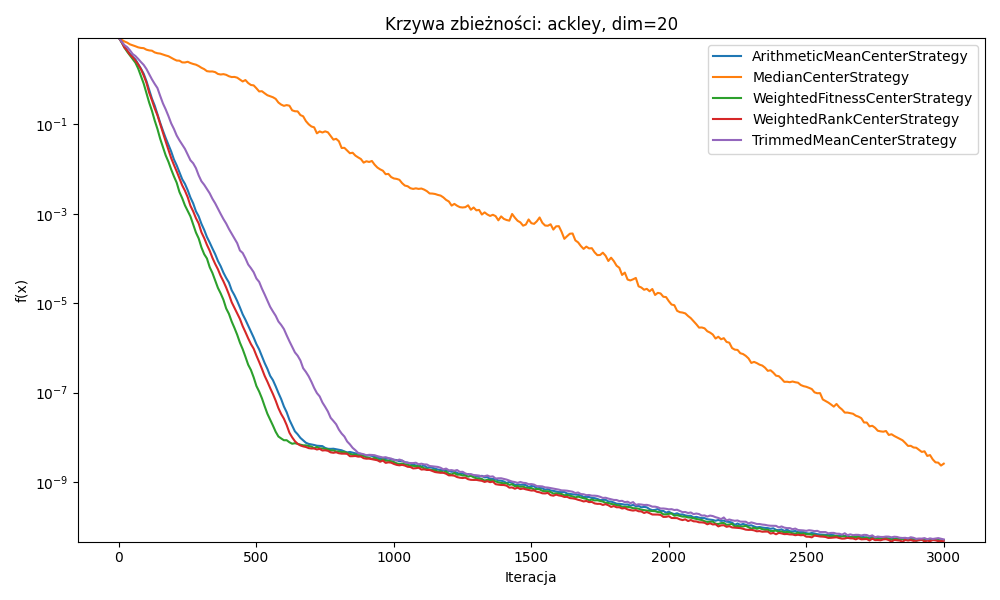 Krzywa zbieżności: ackley, dim=20
ArithmeticMeanCenterStrategy
MedianCenterStrategy
WeightedFitnessCenterStrategy
WeightedRankCenterStrategy
TrimmedMeanCenterStrategy
f(x)
10⁻¹
10⁻³
10⁻⁵
10⁻⁷
10⁻⁹
0 500 1000 1500 2000 2500 3000
Iteracja